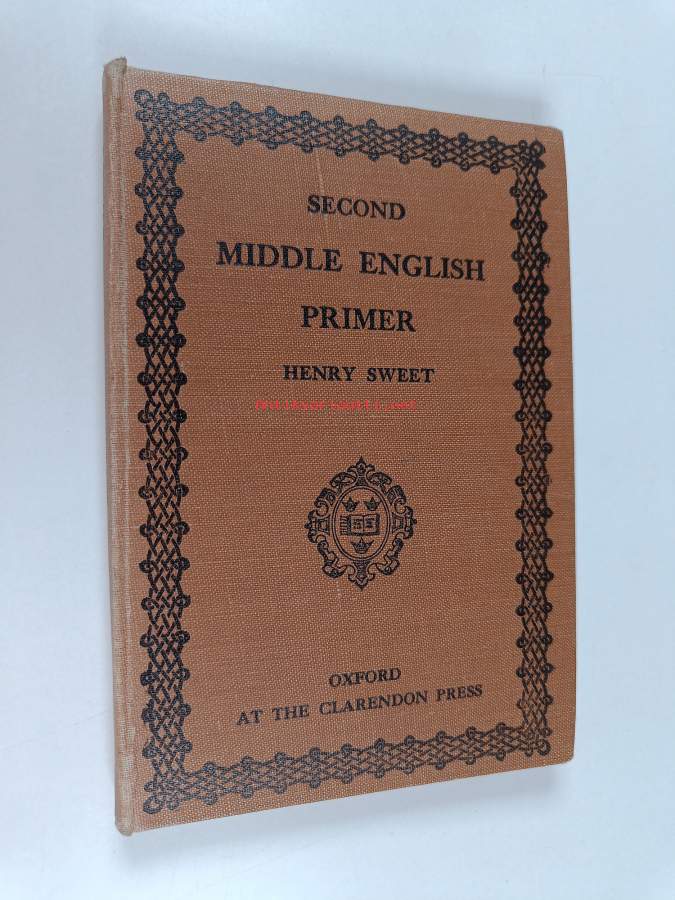 SECOND
MIDDLE ENGLISH
PRIMER
HENRY SWEET
OXFORD
AT THE CLARENDON PRESS